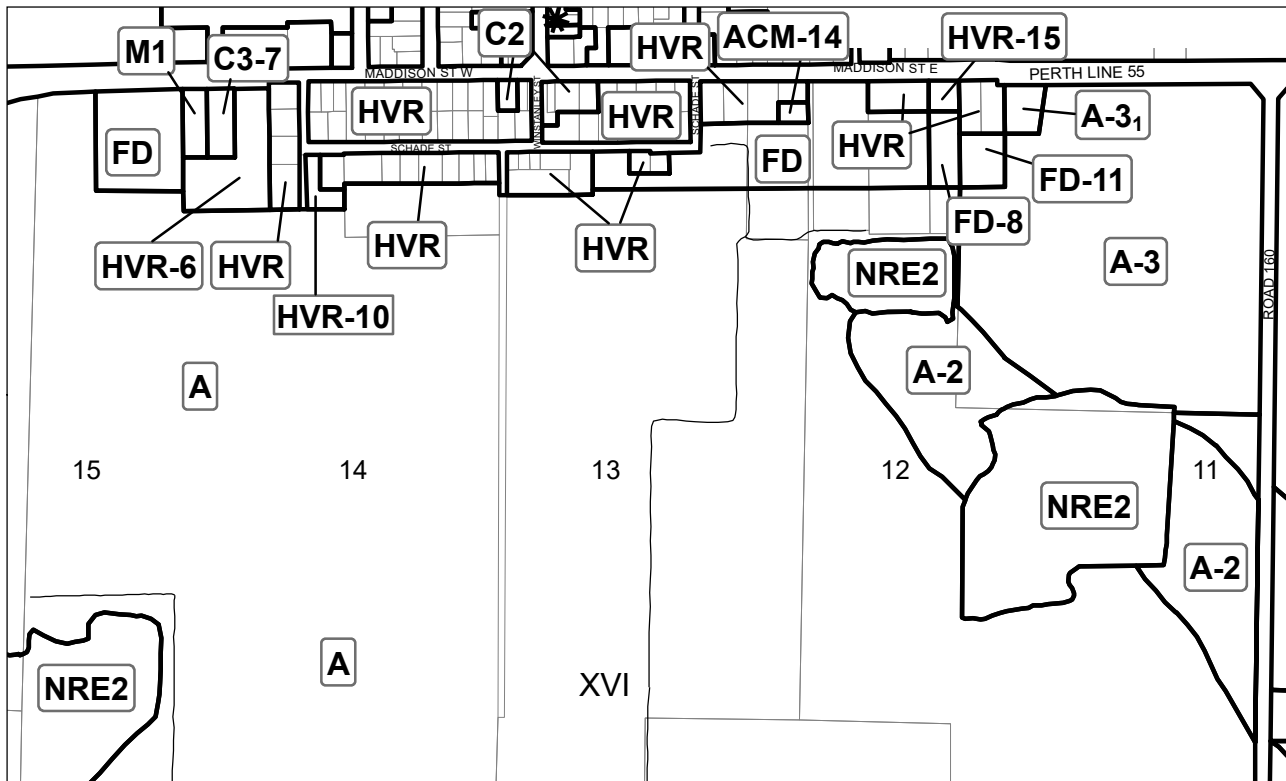 M1
C3-7
C2
HVR
ACM-14
HVR-15
MADDISON ST W
MADDISON ST E
PERTH LINE 55
HVR
WINSTANLEY ST
HVR
SCHADE ST
A-3₁
FD
SCHADE ST
FD
HVR
FD-11
FD-8
HVR-6
HVR
HVR
HVR
NRE2
A-3
ROAD 160
HVR-10
A
A-2
15
14
13
12
11
NRE2
A-2
A
NRE2
XVI